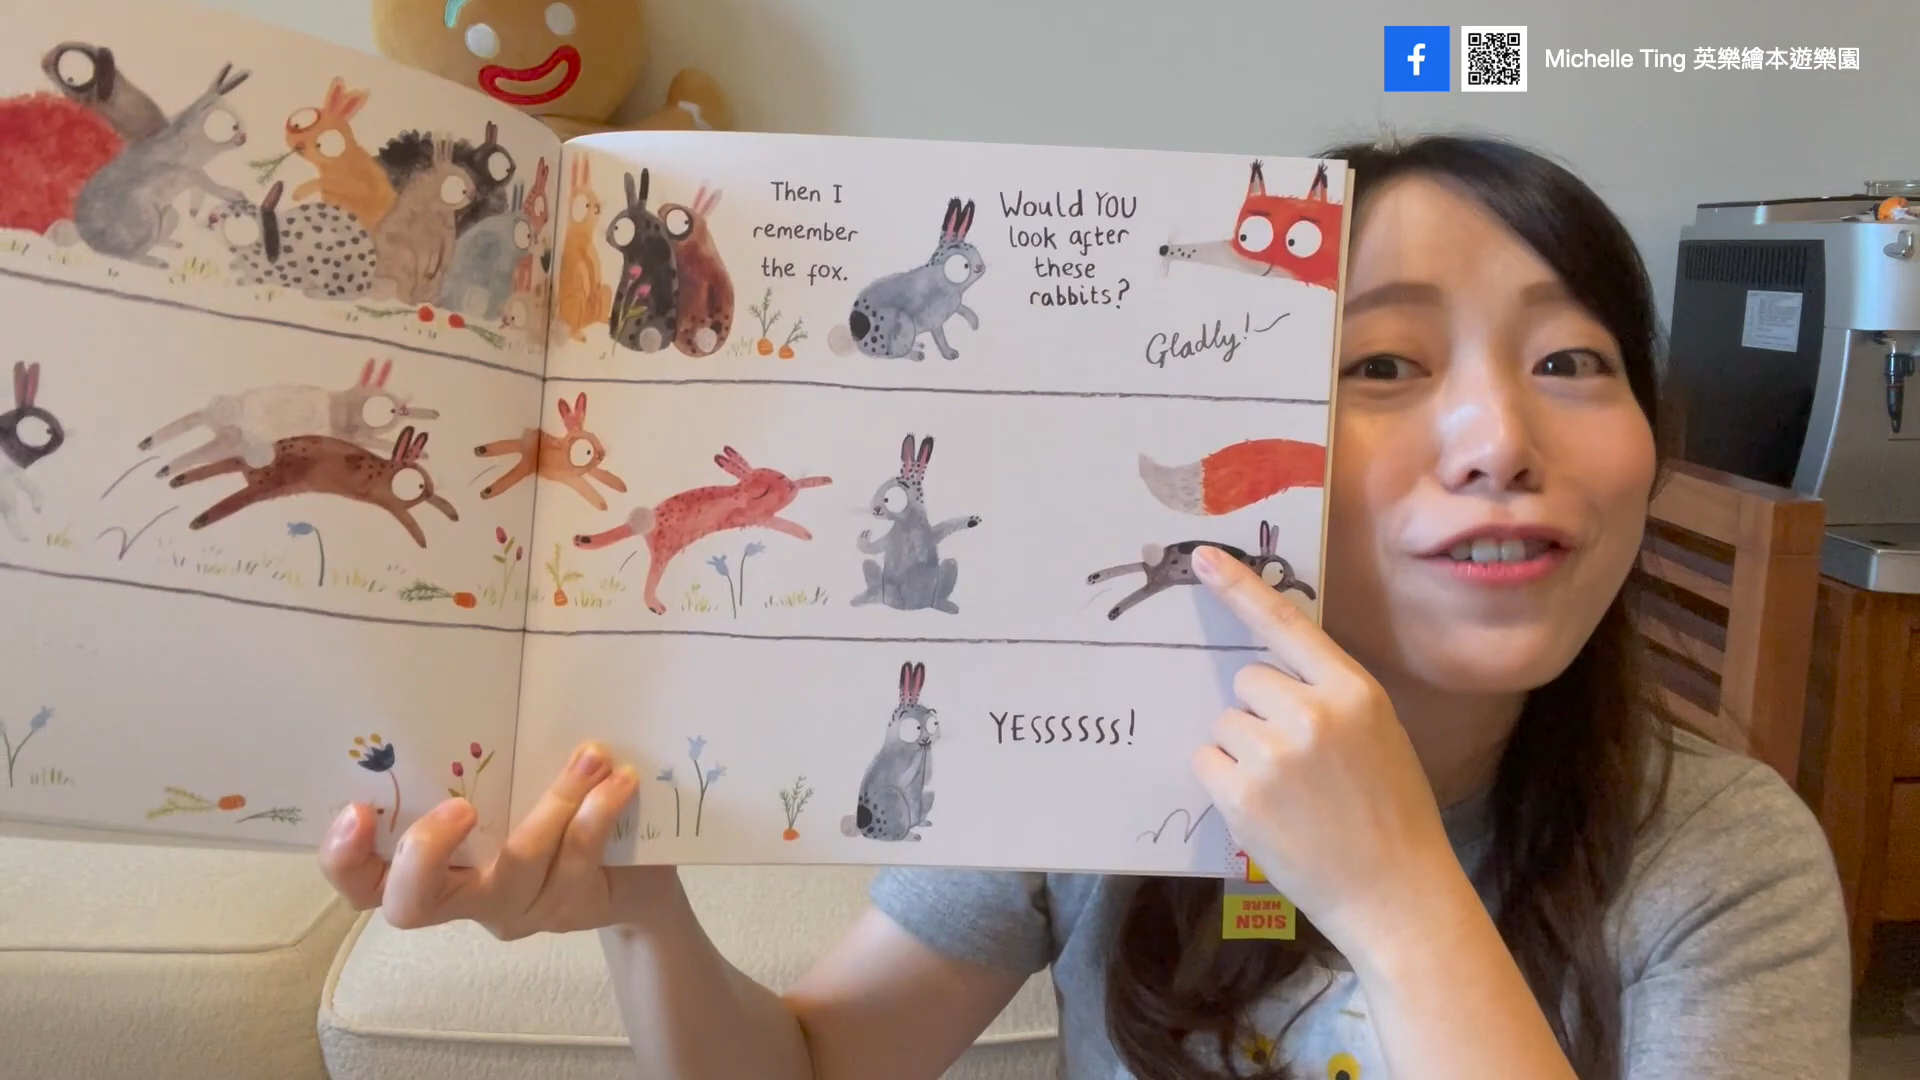 Michelle Ting 英樂繪本遊樂園
Then I
remember
the fox.
Would YOU
look after
these
rabbits?
Gladly!
YESSSSSS!
SIGN
HERE